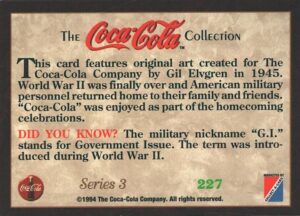 The Coca-Cola Collection
This card features original art created for The
Coca-Cola Company by Gil Elvgren in 1945.
World War II was finally over and American military
personnel returned home to their family and friends.
"Coca-Cola" was enjoyed as part of the homecoming
celebrations.
DID YOU KNOW? The military nickname "G.I."
stands for Government Issue. The term was intro-
duced during World War II.
Coca-Cola
Series 3
227
©1994 The Coca-Cola Company. All rights reserved.